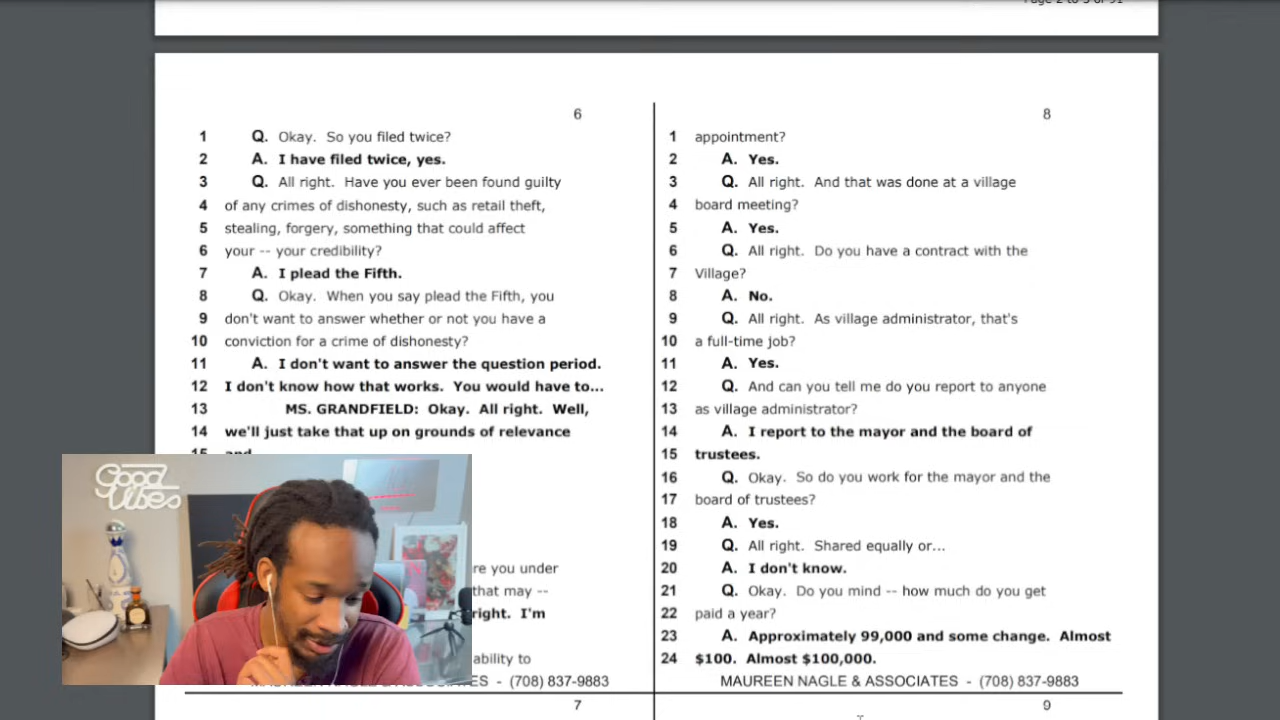 6
1 Q. Okay. So you filed twice?
2 A. I have filed twice, yes.
3 Q. All right. Have you ever been found guilty
4 of any crimes of dishonesty, such as retail theft,
5 stealing, forgery, something that could affect
6 your -- your credibility?
7 A. I plead the Fifth.
8 Q. Okay. When you say plead the Fifth, you
9 don't want to answer whether or not you have a
10 conviction for a crime of dishonesty?
11 A. I don't want to answer the question period.
12 I don't know how that works. You would have to...
13 MS. GRANDFIELD: Okay. All right. Well,
14 we'll just take that up on grounds of relevance
15 and
Good
Vibes
re you under
that may --
right. I'm
ability to
& ASSOCIATES - (708) 837-9883
7
8
1 appointment?
2 A. Yes.
3 Q. All right. And that was done at a village
4 board meeting?
5 A. Yes.
6 Q. All right. Do you have a contract with the
7 Village?
8 A. No.
9 Q. All right. As village administrator, that's
10 a full-time job?
11 A. Yes.
12 Q. And can you tell me do you report to anyone
13 as village administrator?
14 A. I report to the mayor and the board of
15 trustees.
16 Q. Okay. So do you work for the mayor and the
17 board of trustees?
18 A. Yes.
19 Q. All right. Shared equally or...
20 A. I don't know.
21 Q. Okay. Do you mind -- how much do you get
22 paid a year?
23 A. Approximately 99,000 and some change. Almost
24 $100. Almost $100,000.
MAUREEN NAGLE & ASSOCIATES - (708) 837-9883
9